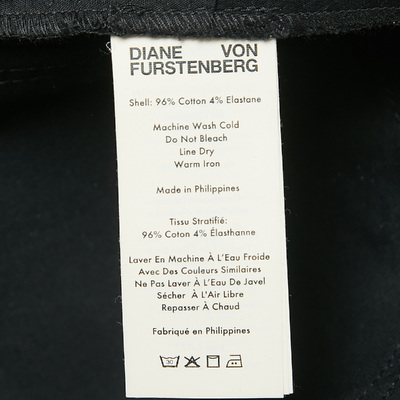 DIANE VON
FURSTENBERG
Shell: 96% Cotton 4% Elastane
Machine Wash Cold
Do Not Bleach
Line Dry
Warm Iron
Made in Philippines
Tissu Stratifié:
96% Coton 4% Élasthanne
Laver En Machine À L'Eau Froide
Avec Des Couleurs Similaires
Ne Pas Laver À L'Eau De Javel
Sécher À L'Air Libre
Repasser À Chaud
Fabriqué en Philippines
30